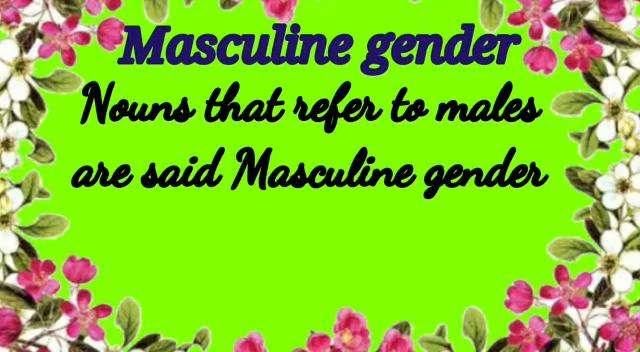 Masculine gender
Nouns that refer to males
are said Masculine gender